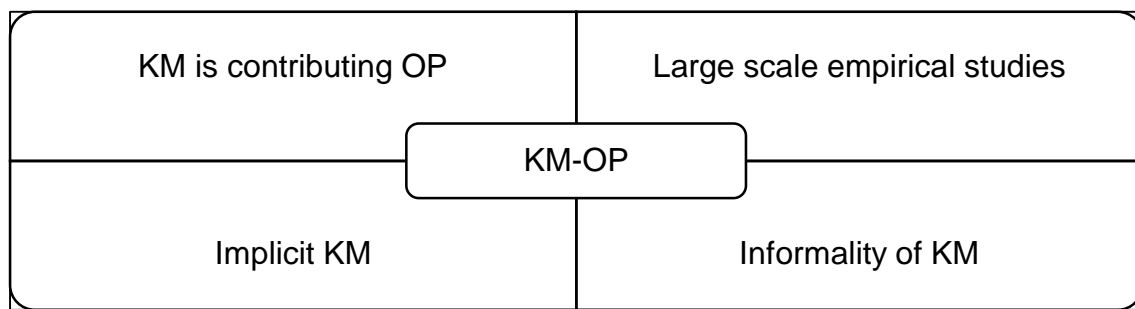 KM is contributing OP
Large scale empirical studies
KM-OP
Implicit KM
Informality of KM